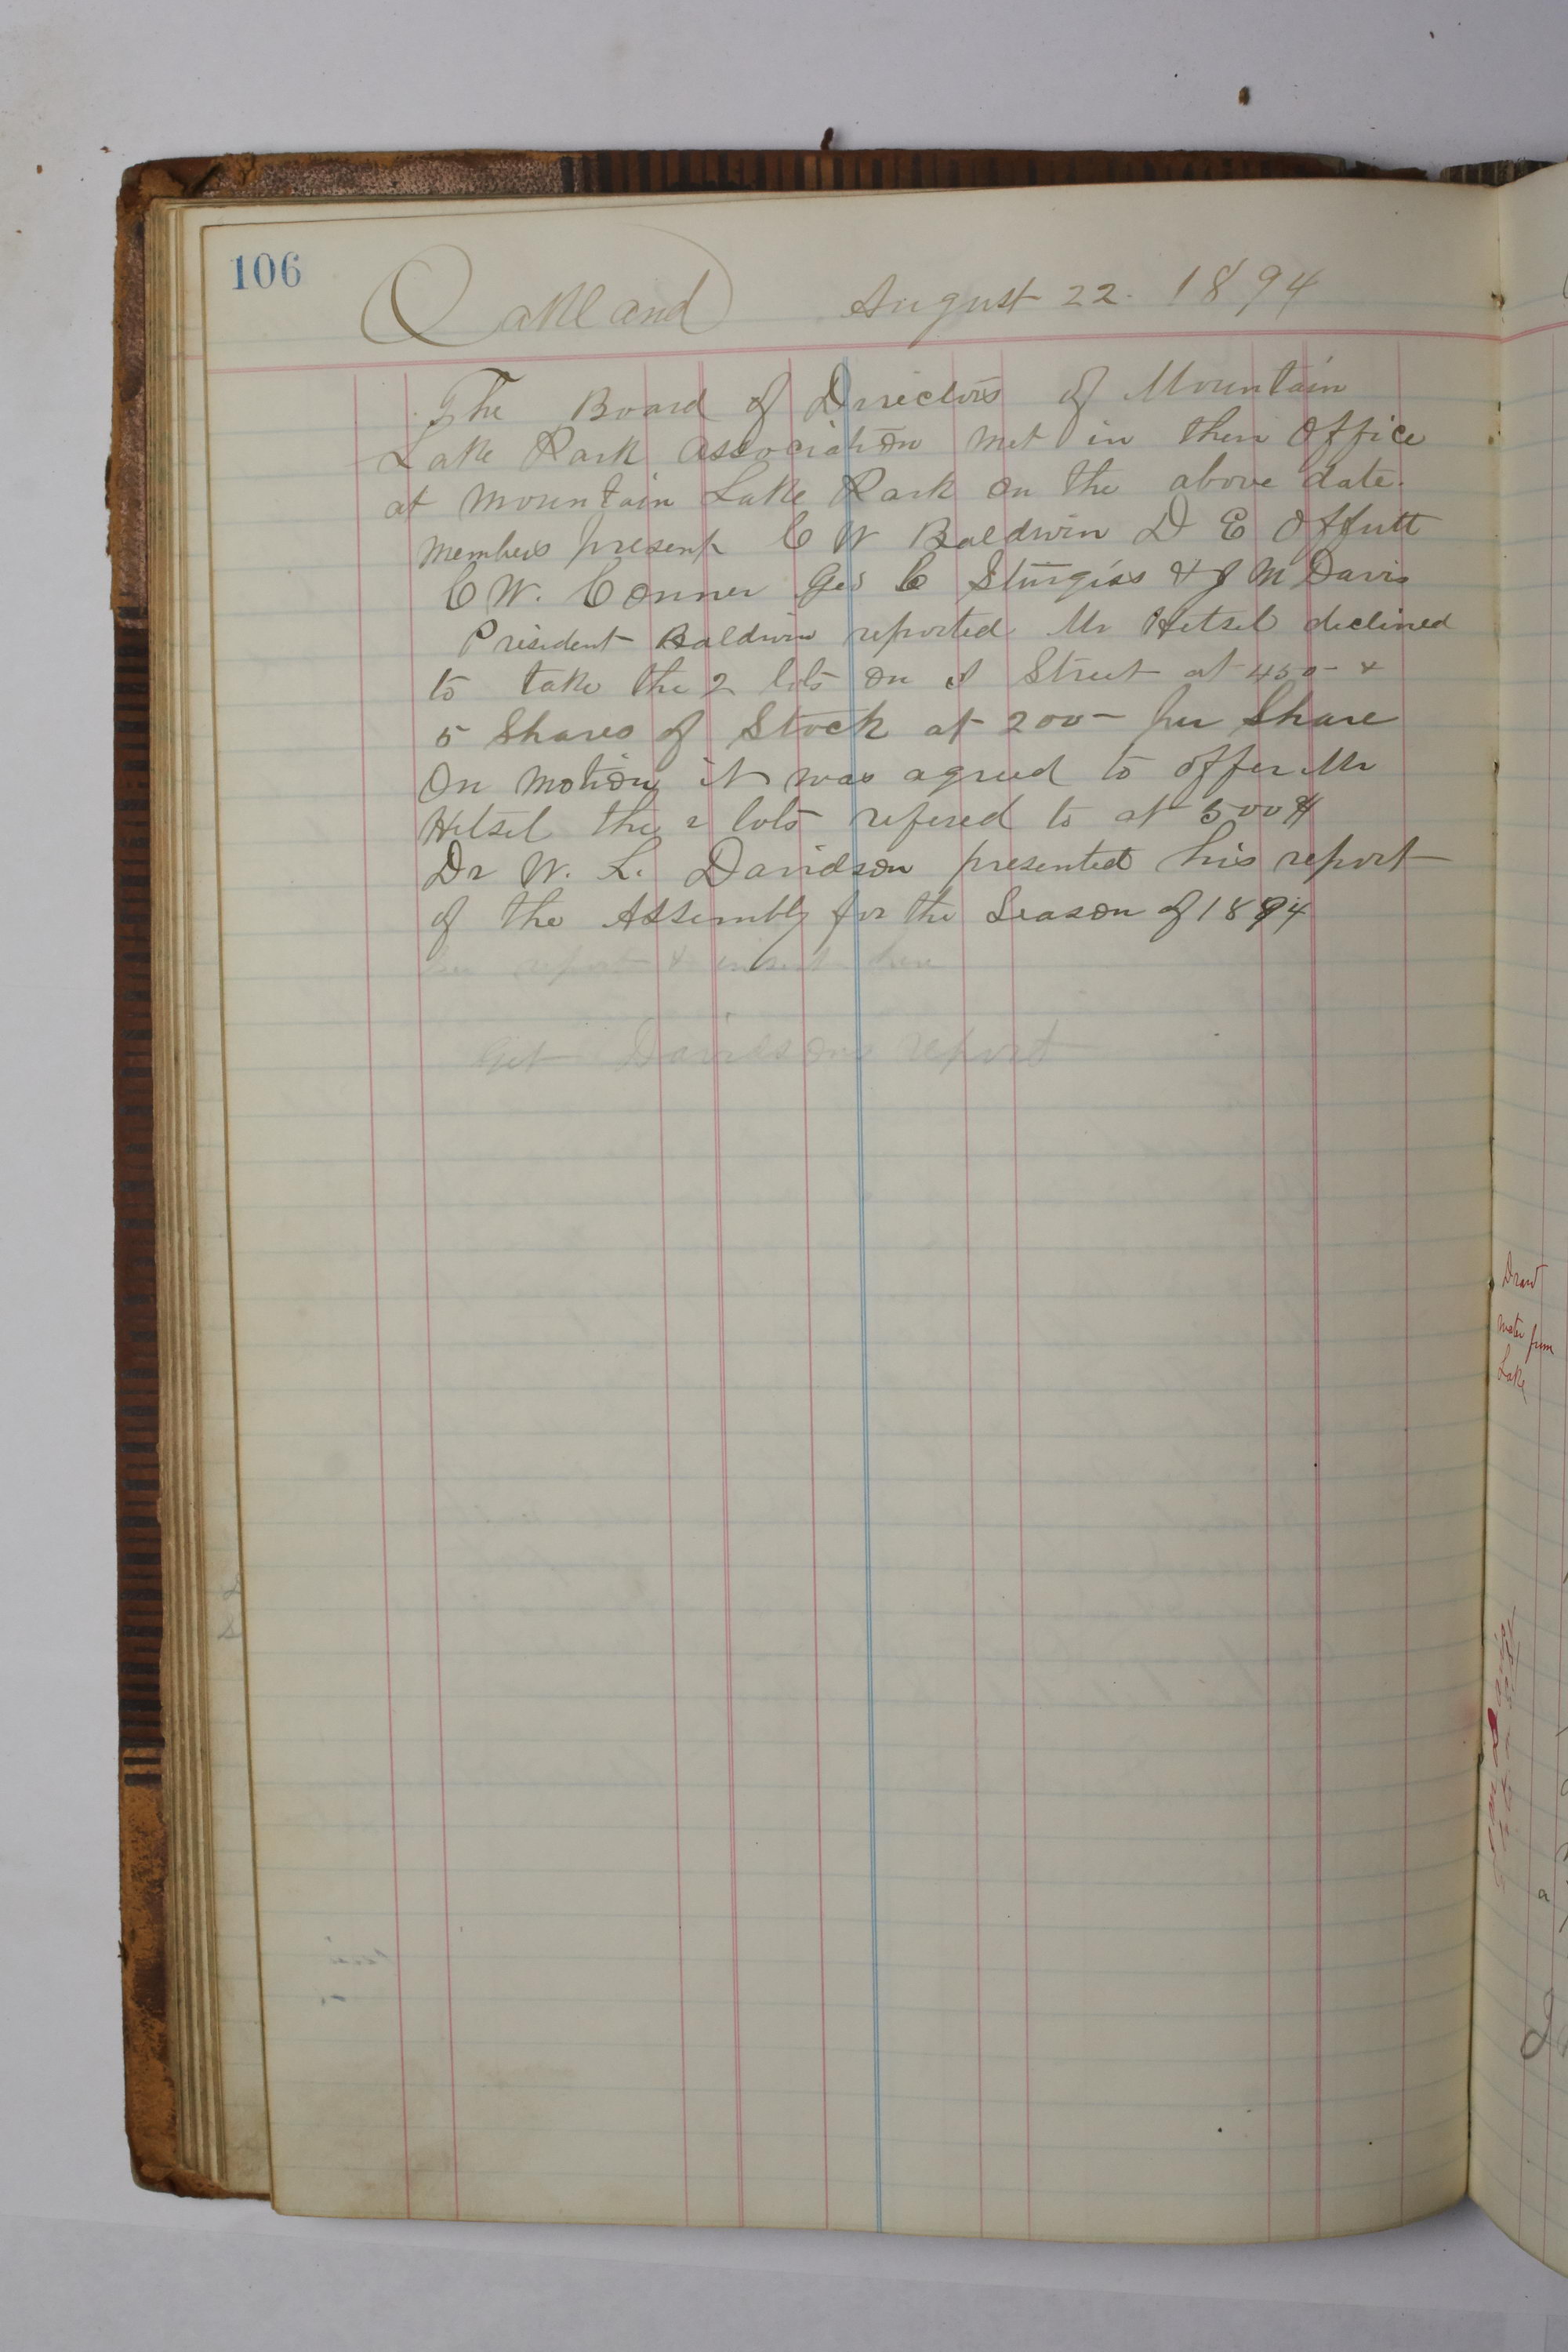 106
Oakland August 22. 1894
The Board of Directors of Mountain
Lake Park Association met in their Office
at Mountain Lake Park on the above date.
Members present C W Baldwin D E Offutt
C W. Conner Geo C Sturgiss & J M Davis
President Baldwin reported Mr Hetsel declined
to take the 2 lots on I Street at 450- &
5 Shares of Stock at 200- per Share
On motion it was agreed to offer Mr
Hetsel the 2 lots refered to at 500$
Dr W. L. Davidson presented his report
of the Assembly for the Season of 1894
report & insert here
Get Davidsons report
Draw
water from
Lake